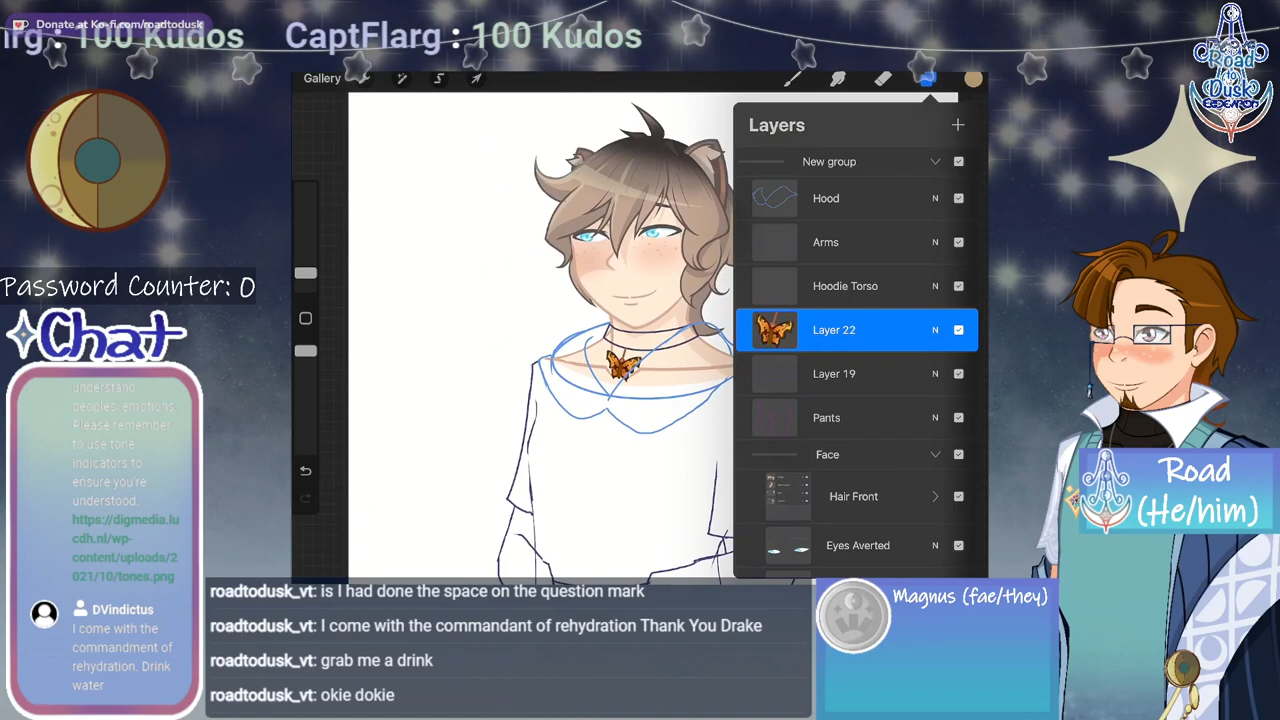 Donate at Ko-fi.com/roadtodusk
rg : 100 Kudos CaptFlarg : 100 Kudos
Road
to
Dusk
Gallery
Layers
New group
Hood N
Arms N
Hoodie Torso N
Layer 22 N
Layer 19 N
Pants N
Face
Hair Front
Eyes Averted N
Password Counter: 0
Chat
understand
peoples' emotions.
Please remember
to use tone
indicators to
ensure you're
understood.
https://digmedia.lu
cdh.nl/wp-
content/uploads/2
021/10/tones.png
DVindictus
I come with the
commandment of
rehydration. Drink
water
roadtodusk_vt: is I had done the space on the question mark
roadtodusk_vt: I come with the commandant of rehydration Thank You Drake
roadtodusk_vt: grab me a drink
roadtodusk_vt: okie dokie
Road
(He/him)
Magnus (fae/they)